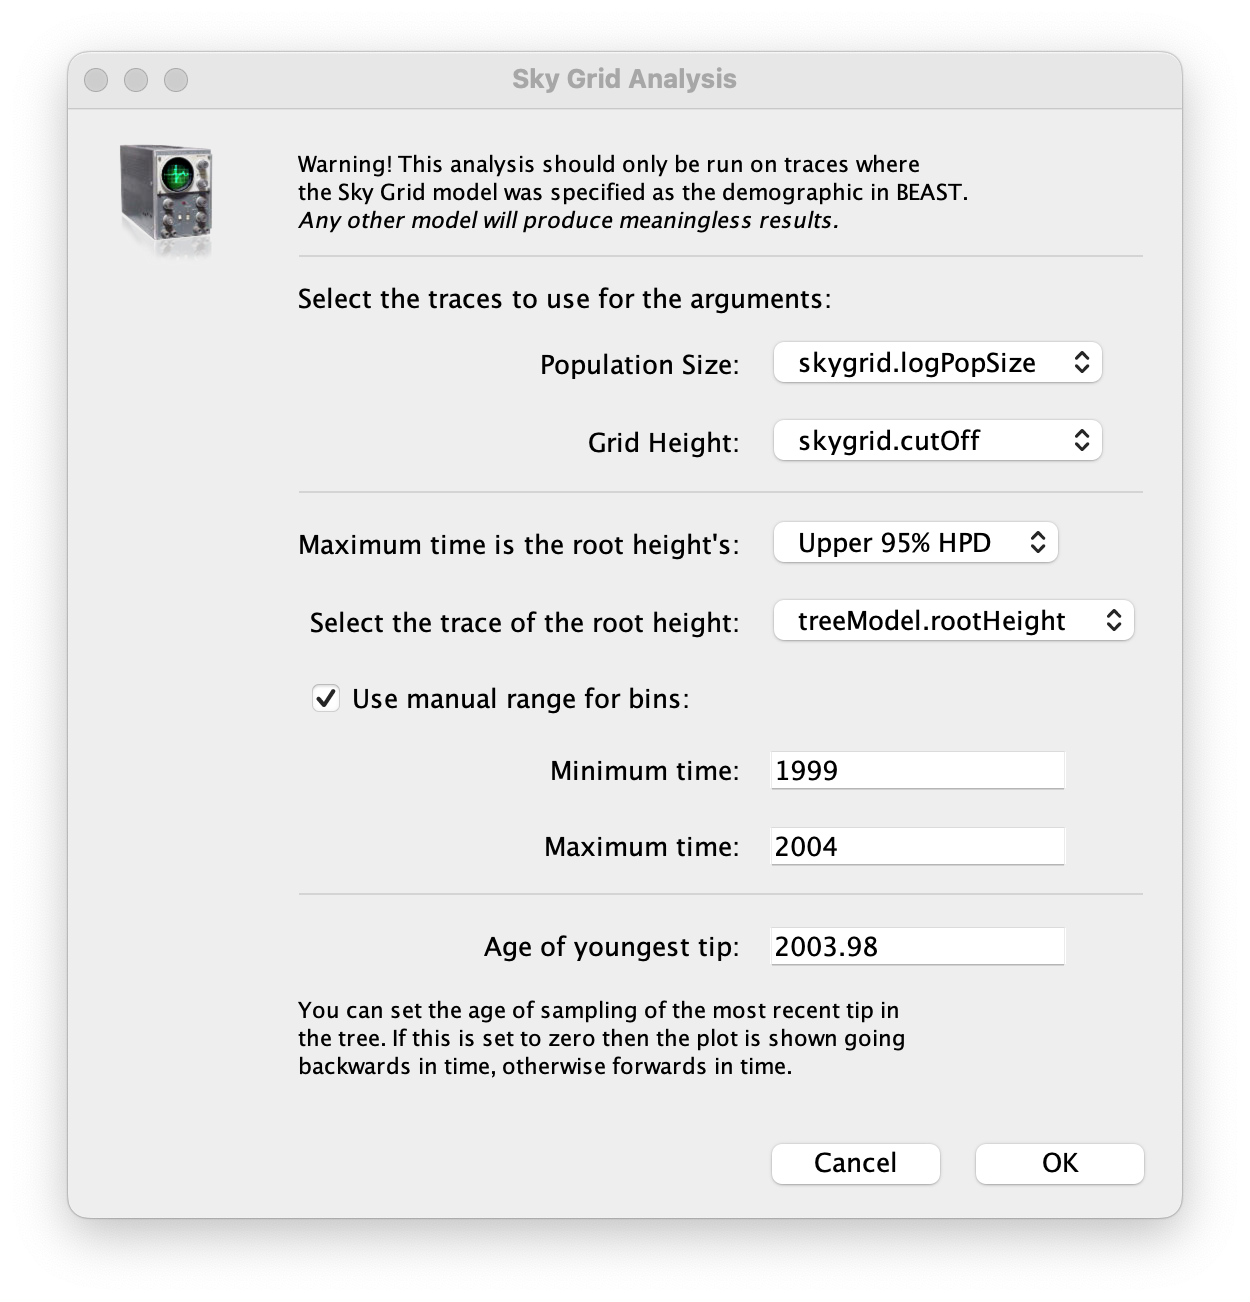 Sky Grid Analysis
Warning! This analysis should only be run on traces where
the Sky Grid model was specified as the demographic in BEAST.
Any other model will produce meaningless results.
Select the traces to use for the arguments:
Population Size: skygrid.logPopSize
Grid Height: skygrid.cutOff
Maximum time is the root height's: Upper 95% HPD
Select the trace of the root height: treeModel.rootHeight
Use manual range for bins:
Minimum time: 1999
Maximum time: 2004
Age of youngest tip: 2003.98
You can set the age of sampling of the most recent tip in
the tree. If this is set to zero then the plot is shown going
backwards in time, otherwise forwards in time.
Cancel OK